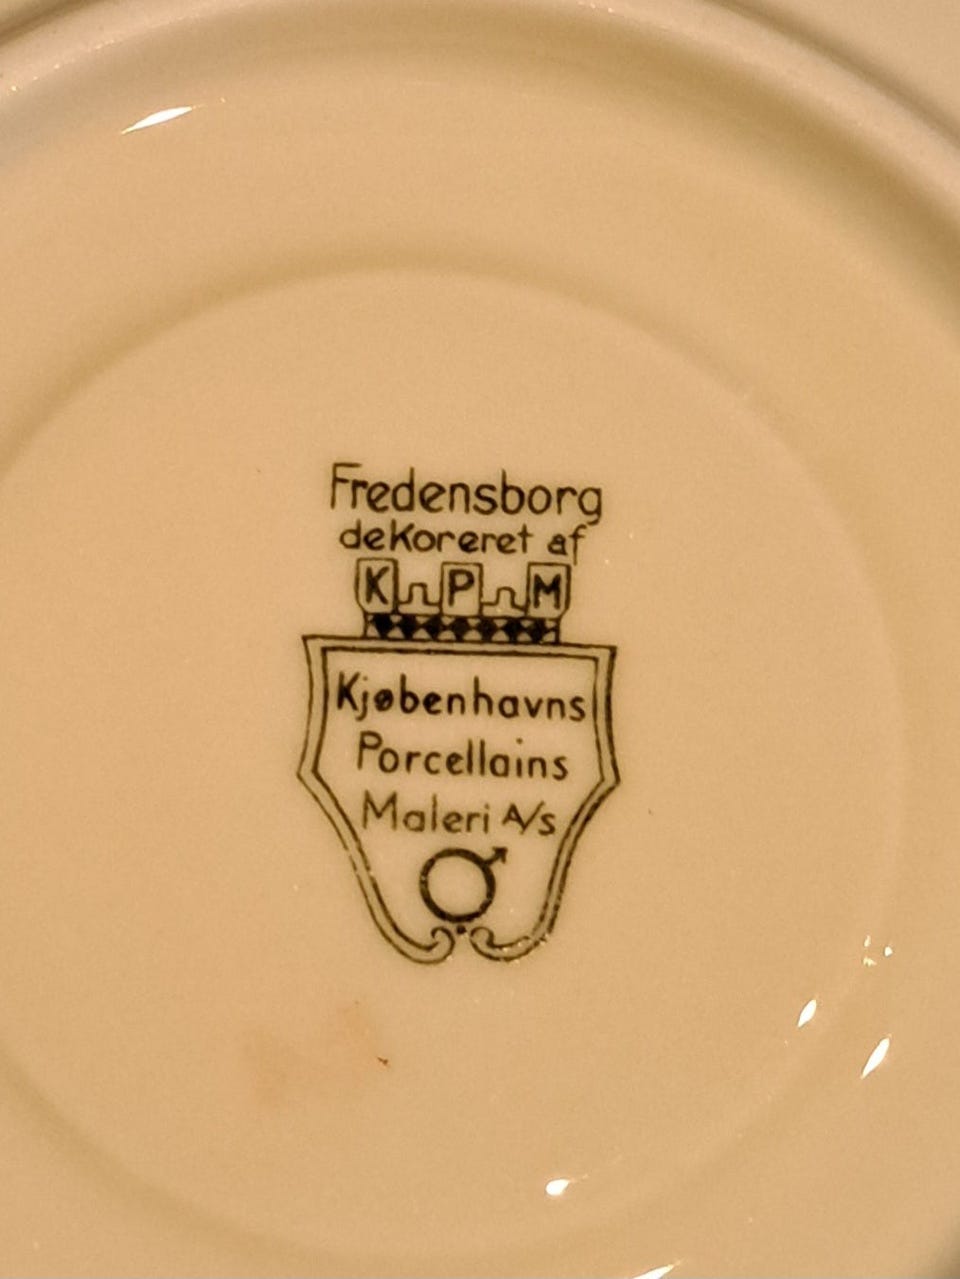 Fredensborg
dekoreret af
K P M
Kjøbenhavns
Porcellains
Maleri A/s